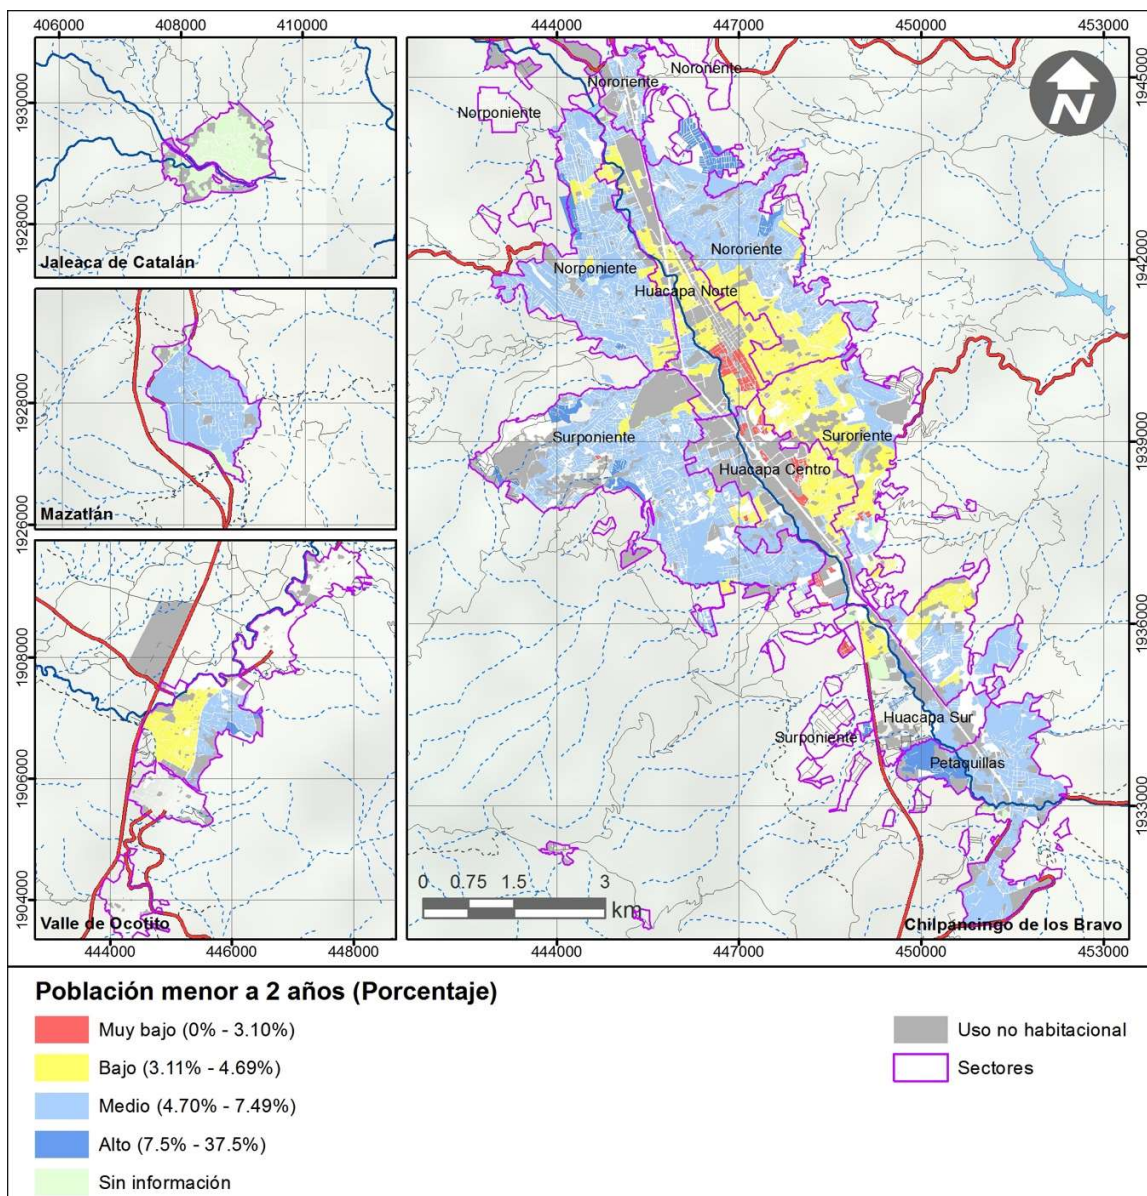 406000 408000 410000
1930000
1928000
Jaleaca de Catalán
1928000
1926000
Mazatlán
1908000
1906000
1904000
Valle de Ocotito
444000 446000 448000
4444000 447000 450000 453000
1945000
1942000
1939000
1936000
1933000
Nororiente
Nororiente
Norponiente
Nororiente
Norponiente
Huacapa Norte
Surponiente
Suroriente
Huacapa Centro
Huacapa Sur
Surponiente
Petaquillas
N
0 0.75 1.5 3
km
Chilpancingo de los Bravo
444000 447000 450000 453000
Población menor a 2 años (Porcentaje)
Muy bajo (0% - 3.10%)
Bajo (3.11% - 4.69%)
Medio (4.70% - 7.49%)
Alto (7.5% - 37.5%)
Sin información
Uso no habitacional
Sectores